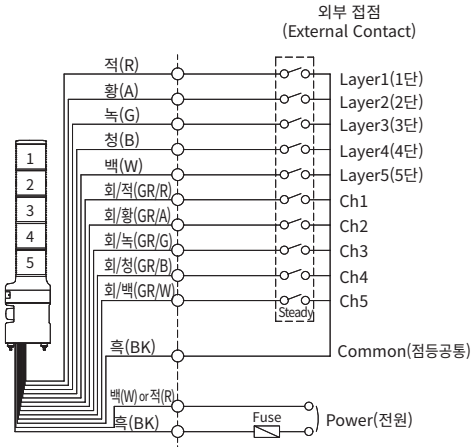 외부 접점
(External Contact)
적(R)
Layer1(1단)
황(A)
Layer2(2단)
녹(G)
Layer3(3단)
청(B)
Layer4(4단)
백(W)
Layer5(5단)
회/적(GR/R)
Ch1
회/황(GR/A)
Ch2
회/녹(GR/G)
Ch3
회/청(GR/B)
Ch4
회/백(GR/W)
Ch5
Steady
1
2
3
4
5
흑(BK)
Common(점등공통)
백(W) or 적(R)
흑(BK)
Fuse
Power(전원)